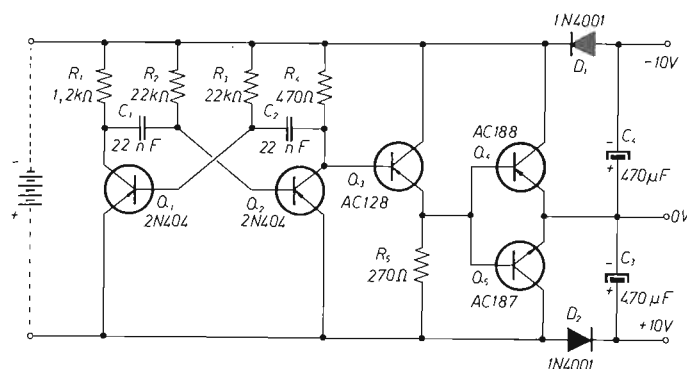 1N4001
D₁
−10V
R₁
1,2kΩ
R₂
22kΩ
R₃
22kΩ
R₄
470Ω
C₁
22 nF
C₂
22 nF
Q₁
2N404
Q₂
2N404
Q₃
AC128
AC188
Q₄
C₄
470µF
0V
-
+
-
+
R₅
270Ω
Q₅
AC187
C₃
470µF
-
+
D₂
+10V
1N4001